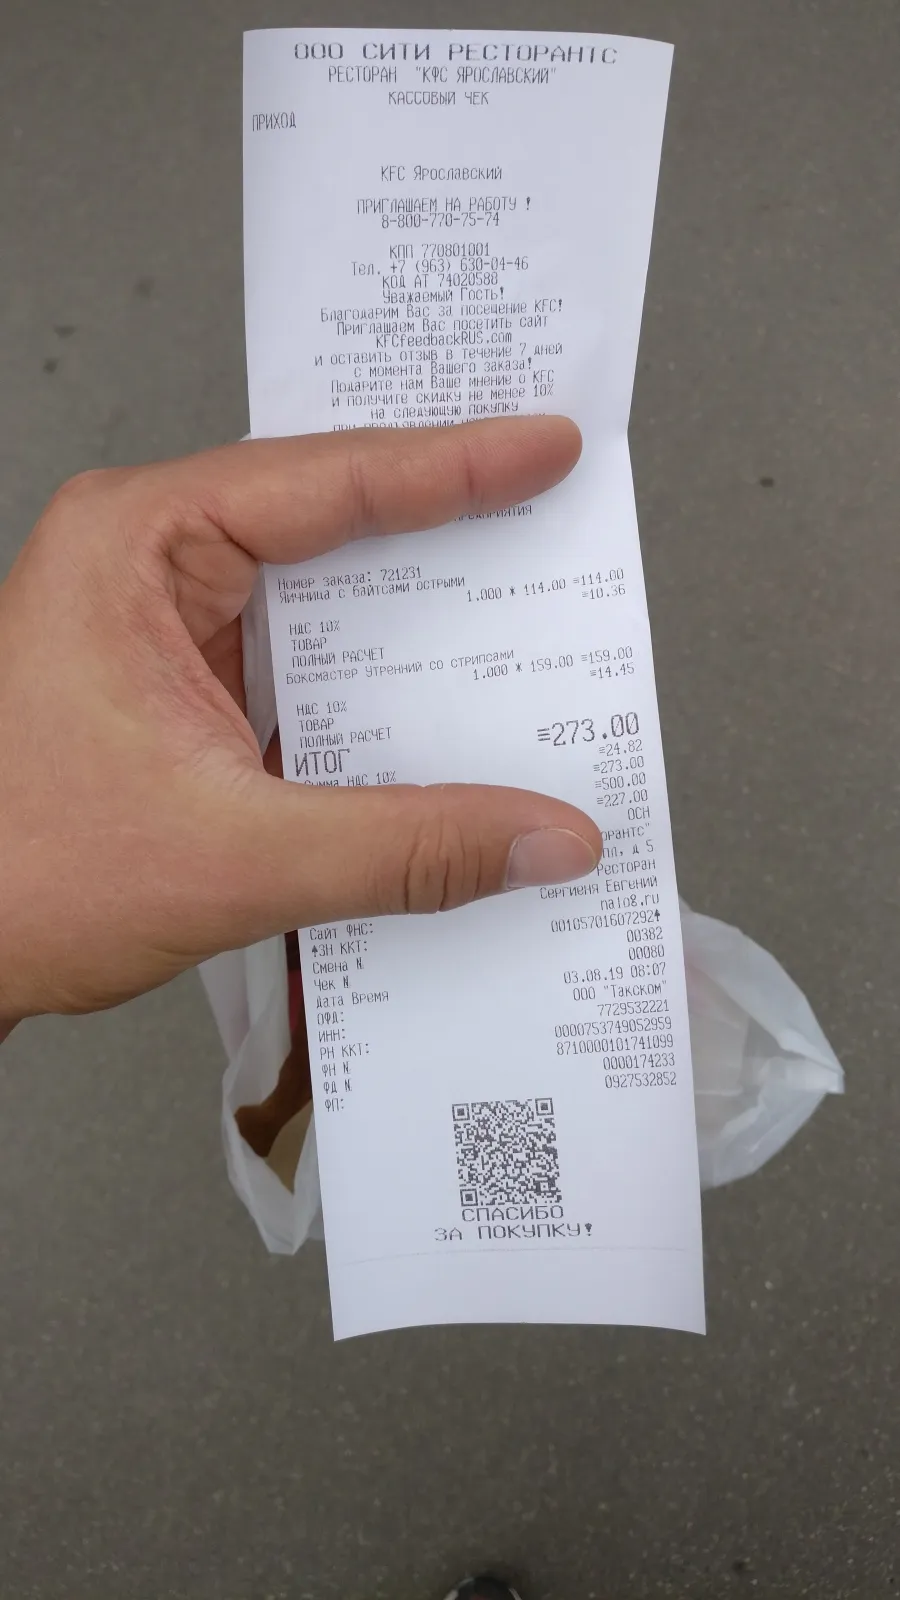 ООО СИТИ РЕСТОРАНТС
РЕСТОРАН "КФС ЯРОСЛАВСКИЙ"
КАССОВЫЙ ЧЕК
ПРИХОД
KFC Ярославский
ПРИГЛАШАЕМ НА РАБОТУ !
8-800-770-75-74
КПП 770801001
Тел. +7 (963) 630-04-46
КОД АТ 74020588
Уважаемый Гость!
Благодарим Вас за посещение KFC!
Приглашаем Вас посетить сайт
KFCfeedbackRUS.com
и оставить отзыв в течение 7 дней
с момента Вашего заказа!
Подарите нам Ваше мнение о KFC
и получите скидку не менее 10%
на следующую покупку
Номер заказа: 721231
Яичница с байтсами острыми
1.000 * 114.00 ≡114.00
≡10.36
НДС 10%
ТОВАР
ПОЛНЫЙ РАСЧЕТ
Боксмастер Утренний со стрипсами
1.000 * 159.00 ≡159.00
≡14.45
НДС 10%
ТОВАР
ПОЛНЫЙ РАСЧЕТ
ИТОГ ≡273.00
Сумма НДС 10% ≡24.82
≡273.00
≡500.00
≡227.00
ОСН
пл, д 5
Ресторан
Сергиеня Евгений
Сайт ФНС: nalog.ru
ЗН ККТ: 00105701607292
Смена N 00382
Чек N 00080
Дата Время 03.08.19 08:07
ОФД: ООО "Такском"
ИНН: 7729532221
РН ККТ: 0000753749052959
ФН N 8710000101741099
ФД N 0000174233
ФП: 0927532852
СПАСИБО
ЗА ПОКУПКУ!